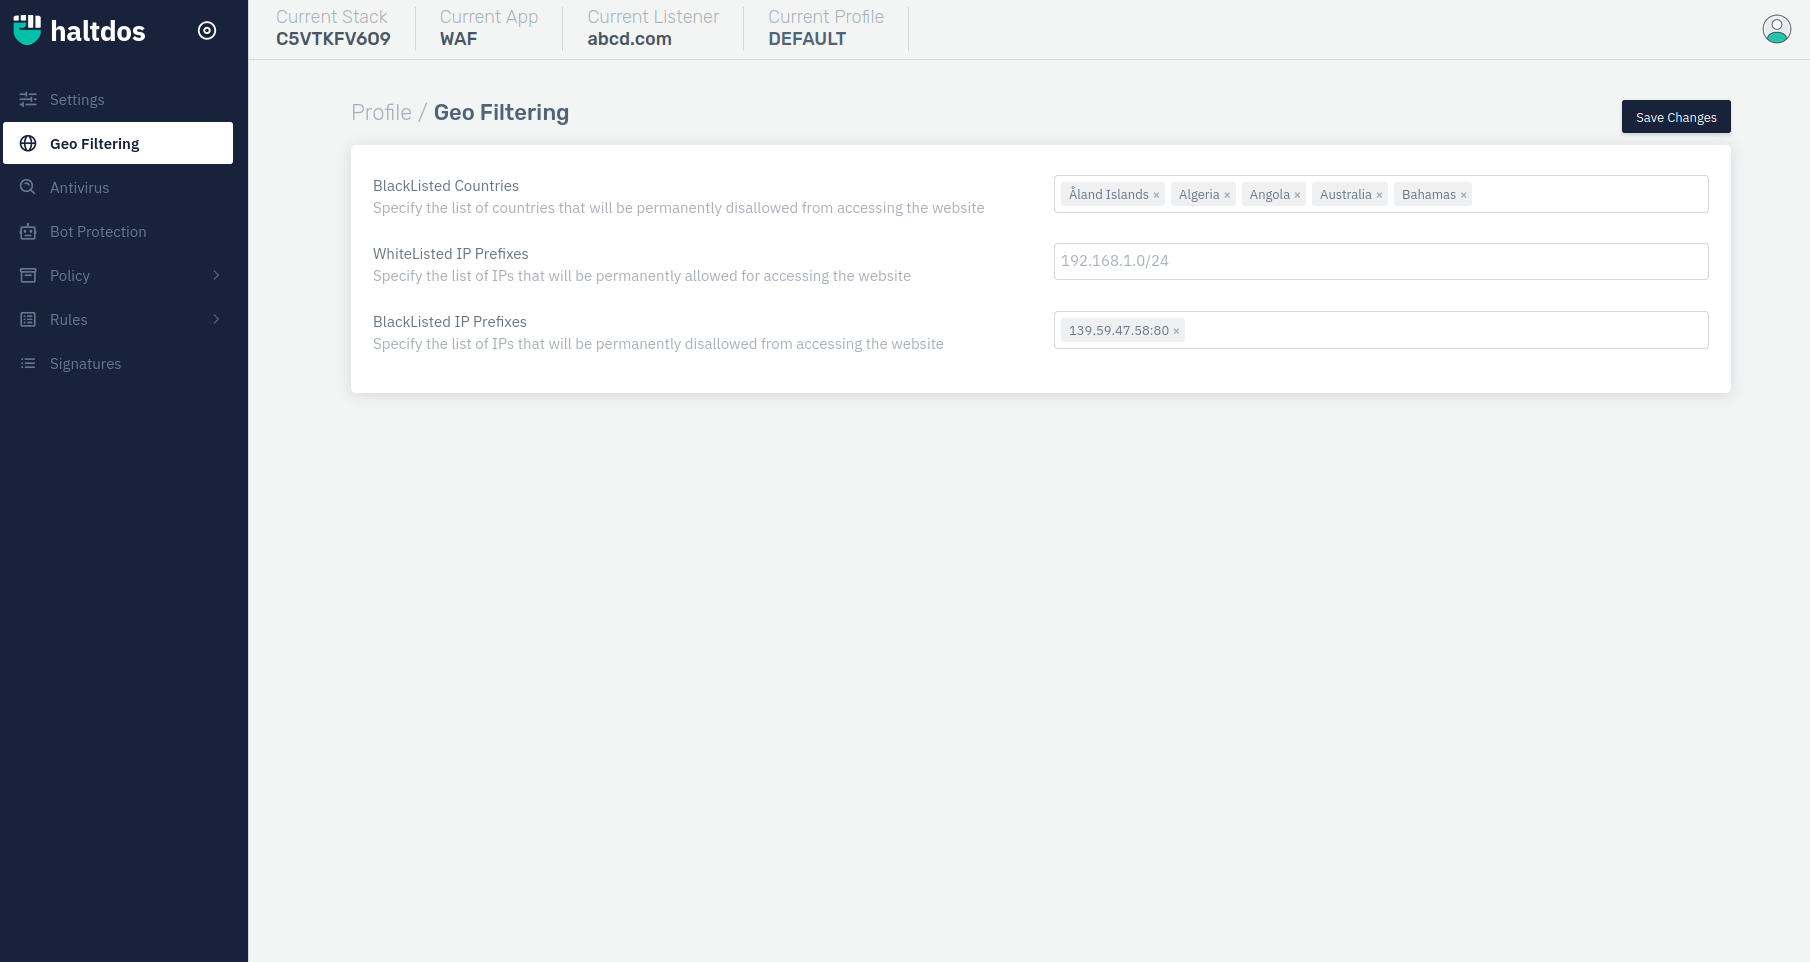 haltdos
Current Stack
C5VTKFV6O9
Current App
WAF
Current Listener
abcd.com
Current Profile
DEFAULT
Settings
Geo Filtering
Antivirus
Bot Protection
Policy
Rules
Signatures
Profile / Geo Filtering
Save Changes
BlackListed Countries
Specify the list of countries that will be permanently disallowed from accessing the website
Åland Islands × Algeria × Angola × Australia × Bahamas ×
WhiteListed IP Prefixes
Specify the list of IPs that will be permanently allowed for accessing the website
192.168.1.0/24
BlackListed IP Prefixes
Specify the list of IPs that will be permanently disallowed from accessing the website
139.59.47.58:80 ×